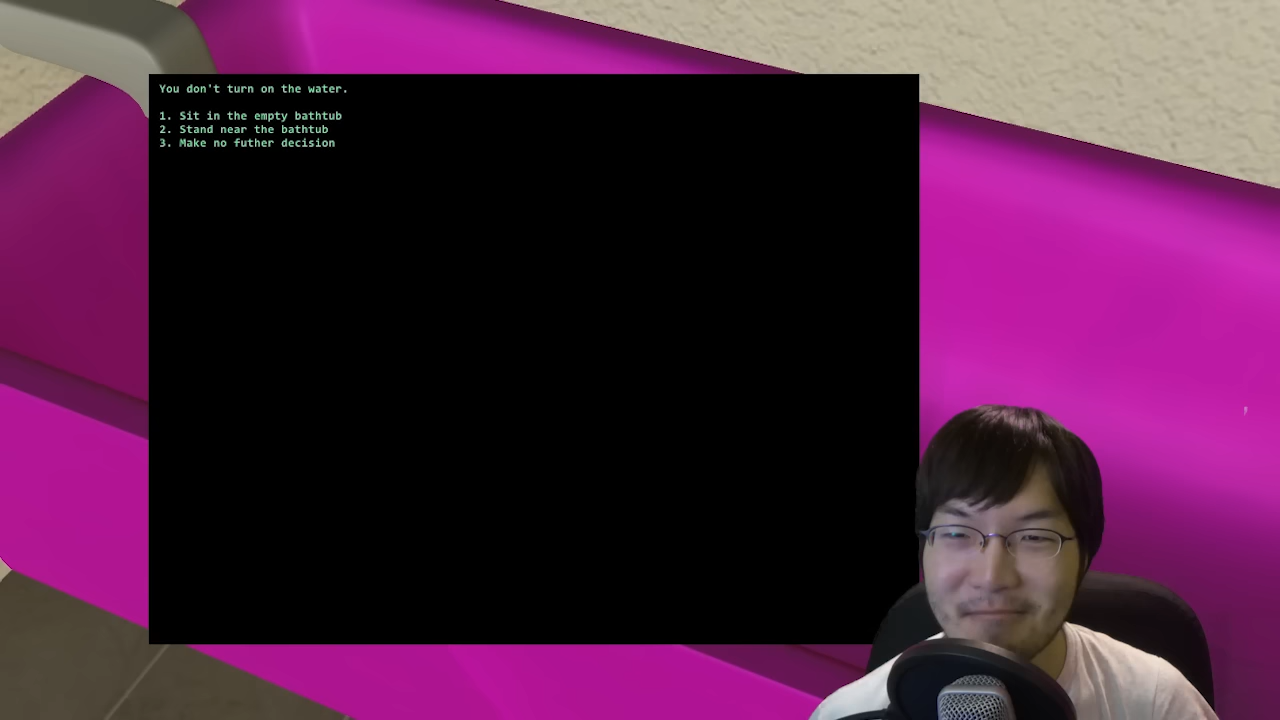 You don't turn on the water.
1. Sit in the empty bathtub
2. Stand near the bathtub
3. Make no futher decision